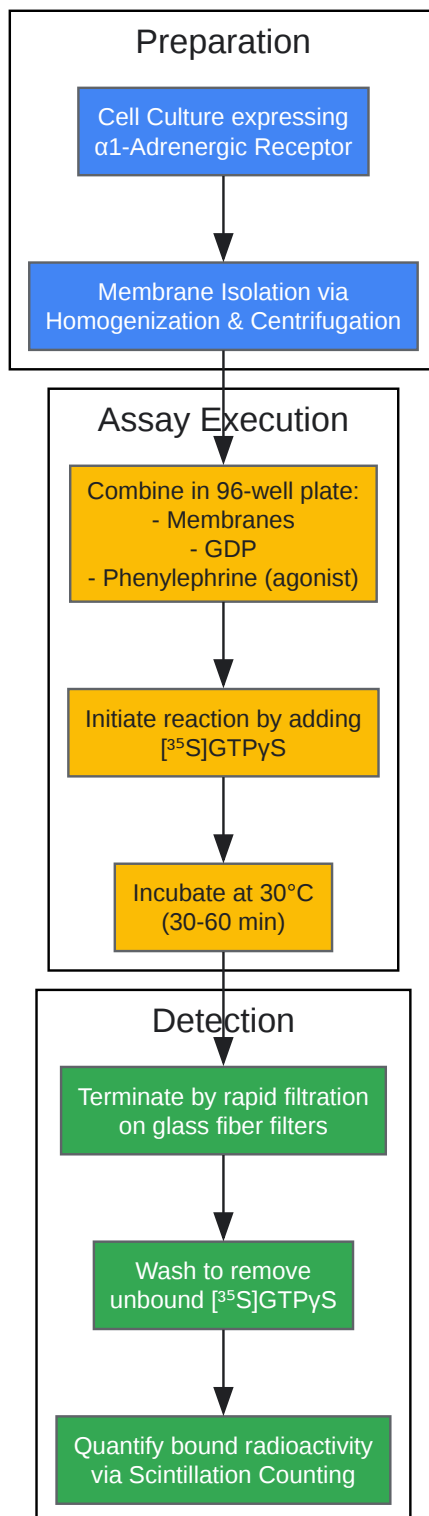 Preparation
Cell Culture expressing
α1-Adrenergic Receptor
Membrane Isolation via
Homogenization & Centrifugation
Assay Execution
Combine in 96-well plate:
- Membranes
- GDP
- Phenylephrine (agonist)
Initiate reaction by adding
[³⁵S]GTPγS
Incubate at 30°C
(30-60 min)
Detection
Terminate by rapid filtration
on glass fiber filters
Wash to remove
unbound [³⁵S]GTPγS
Quantify bound radioactivity
via Scintillation Counting